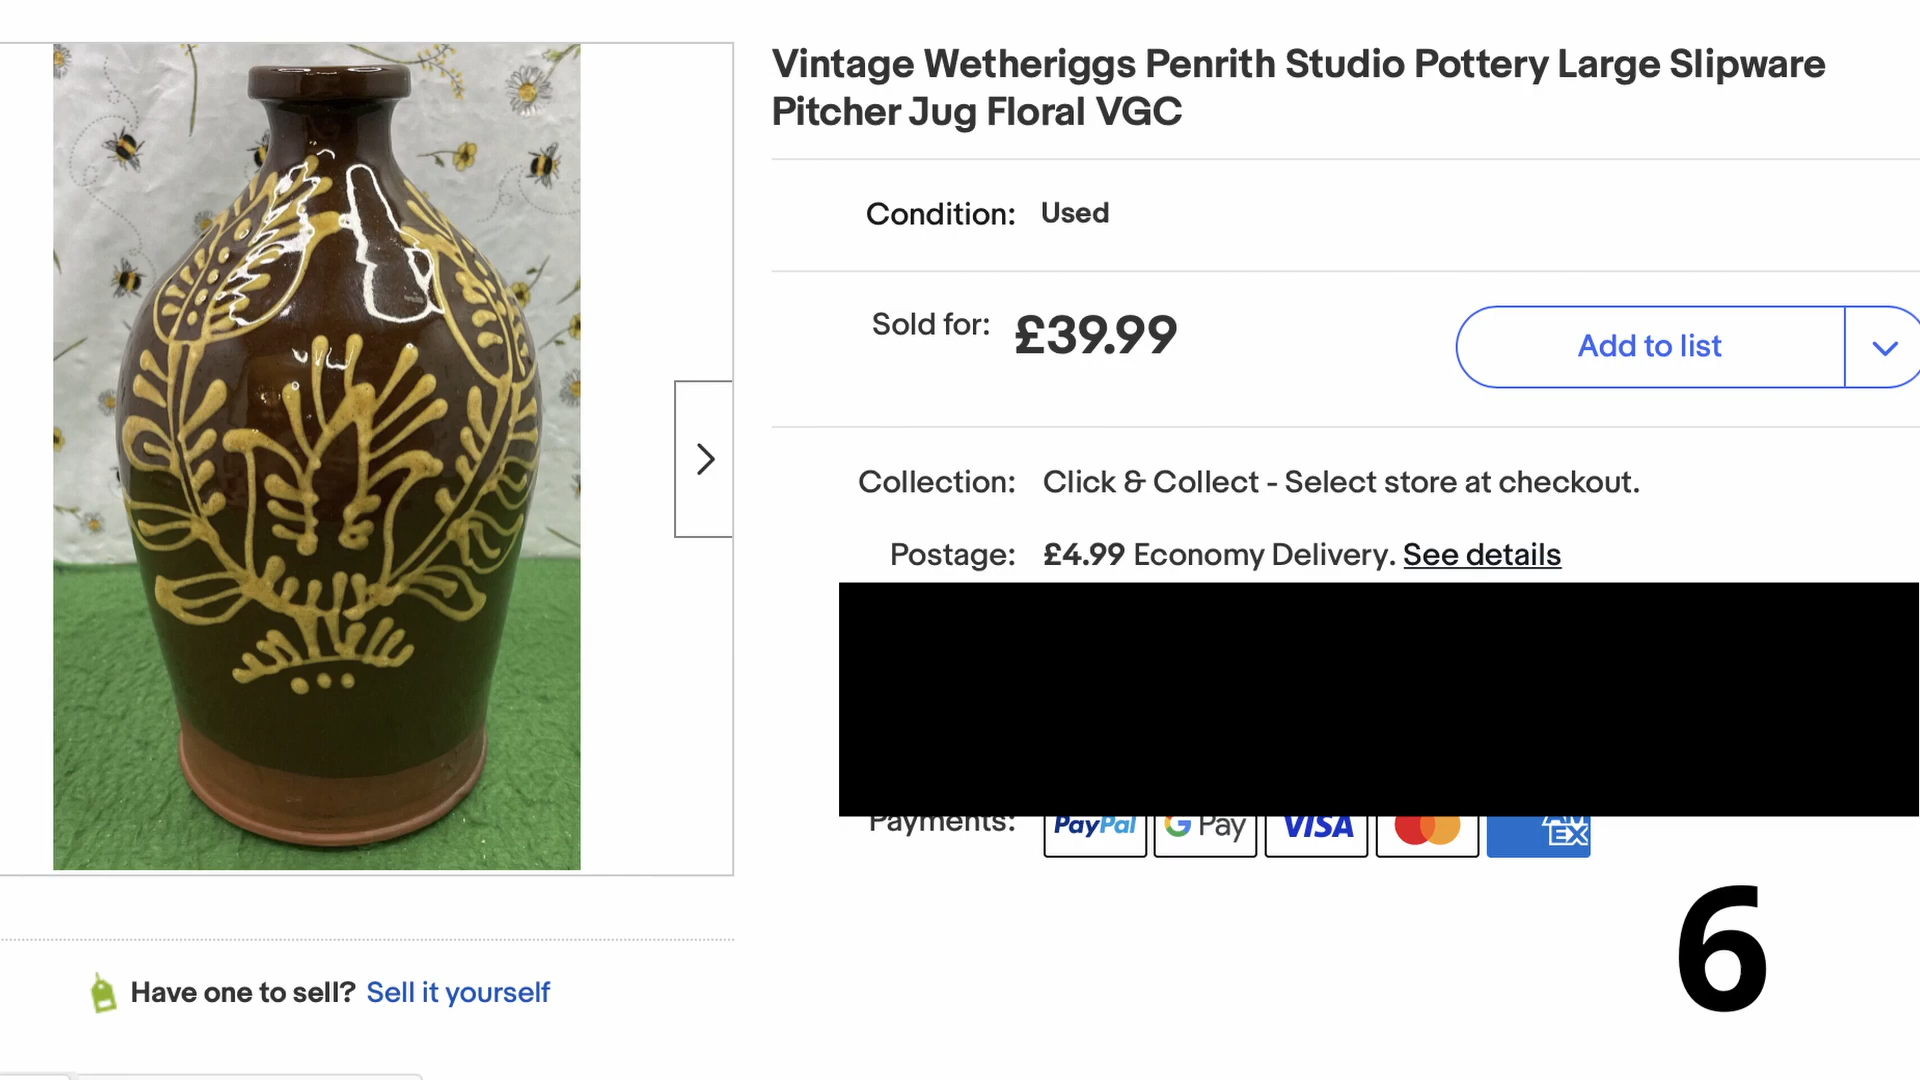 Vintage Wetheriggs Penrith Studio Pottery Large Slipware
Pitcher Jug Floral VGC
Condition: Used
Sold for: £39.99
Add to list
Collection: Click & Collect - Select store at checkout.
Postage: £4.99 Economy Delivery. See details
Payments: PayPal G Pay VISA AM
EX
6
Have one to sell? Sell it yourself